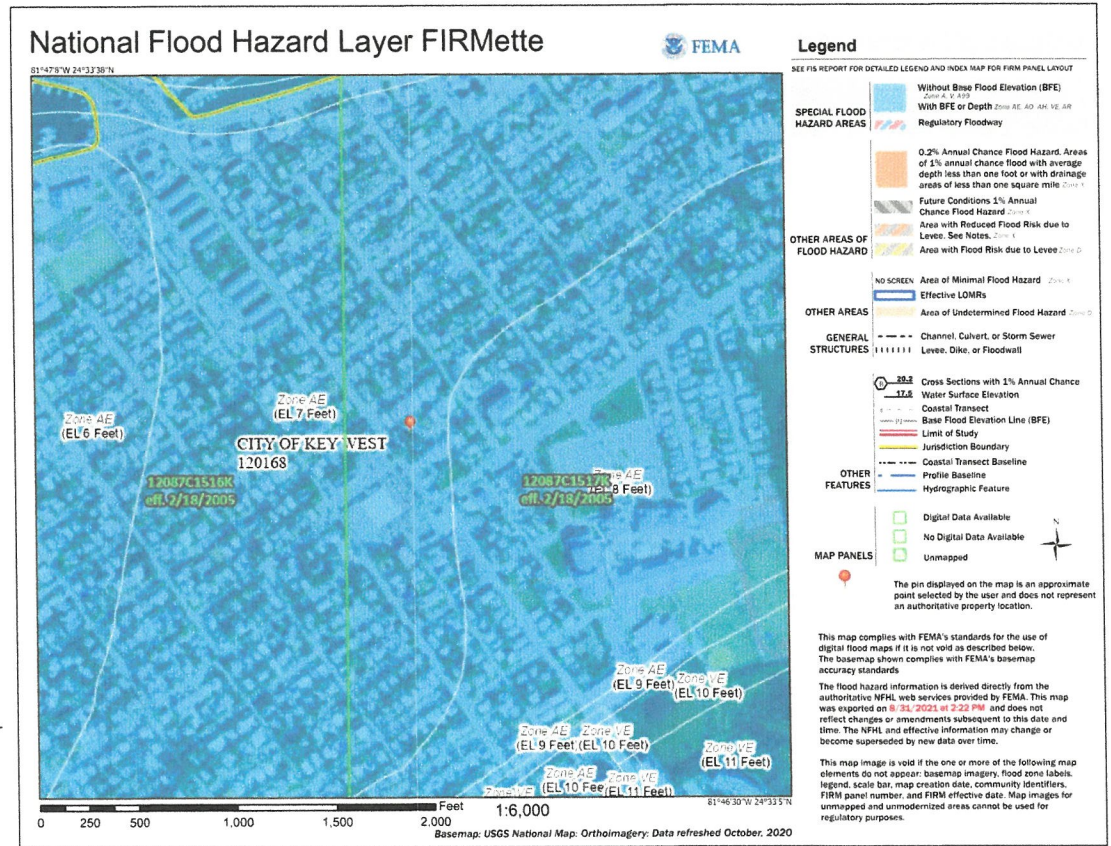 National Flood Hazard Layer FIRMette
FEMA
81°47'8"W 24°33'38"N
Zone AE
(EL 6 Feet)
Zone AE
(EL 7 Feet)
CITY OF KEY WEST
120168
12087C1516K
eff. 2/18/2005
12087C1517K
eff. 2/18/2005
Zone AE
(EL 8 Feet)
Zone AE
(EL 9 Feet)
Zone VE
(EL 10 Feet)
Zone AE
(EL 9 Feet)
Zone VE
(EL 10 Feet)
Zone VE
(EL 11 Feet)
Zone AE
(EL 10 Feet)
Zone VE
(EL 11 Feet)
Zone VE
81°46'30"W 24°33'5"N
Feet
1:6,000
0 250 500 1,000 1,500 2,000
Basemap: USGS National Map: Orthoimagery: Data refreshed October, 2020
Legend
SEE FIS REPORT FOR DETAILED LEGEND AND INDEX MAP FOR FIRM PANEL LAYOUT
SPECIAL FLOOD
HAZARD AREAS
Without Base Flood Elevation (BFE)
Zone A, V, A99
With BFE or Depth Zone AE, AO, AH, VE, AR
Regulatory Floodway
OTHER AREAS OF
FLOOD HAZARD
0.2% Annual Chance Flood Hazard, Areas
of 1% annual chance flood with average
depth less than one foot or with drainage
areas of less than one square mile Zone X
Future Conditions 1% Annual
Chance Flood Hazard Zone X
Area with Reduced Flood Risk due to
Levee. See Notes. Zone X
Area with Flood Risk due to Levee Zone D
OTHER AREAS
NO SCREEN Area of Minimal Flood Hazard Zone X
Effective LOMRs
Area of Undetermined Flood Hazard Zone D
GENERAL
STRUCTURES
Channel, Culvert, or Storm Sewer
Levee, Dike, or Floodwall
OTHER
FEATURES
B 20.2 Cross Sections with 1% Annual Chance
17.5 Water Surface Elevation
Coastal Transect
Base Flood Elevation Line (BFE)
Limit of Study
Jurisdiction Boundary
Coastal Transect Baseline
Profile Baseline
Hydrographic Feature
MAP PANELS
Digital Data Available
No Digital Data Available
Unmapped
N
The pin displayed on the map is an approximate
point selected by the user and does not represent
an authoritative property location.
This map complies with FEMA's standards for the use of
digital flood maps if it is not void as described below.
The basemap shown complies with FEMA's basemap
accuracy standards
The flood hazard information is derived directly from the
authoritative NFHL web services provided by FEMA. This map
was exported on 8/31/2021 at 2:22 PM and does not
reflect changes or amendments subsequent to this date and
time. The NFHL and effective information may change or
become superseded by new data over time.
This map image is void if the one or more of the following map
elements do not appear: basemap imagery, flood zone labels,
legend, scale bar, map creation date, community identifiers,
FIRM panel number, and FIRM effective date. Map images for
unmapped and unmodernized areas cannot be used for
regulatory purposes.